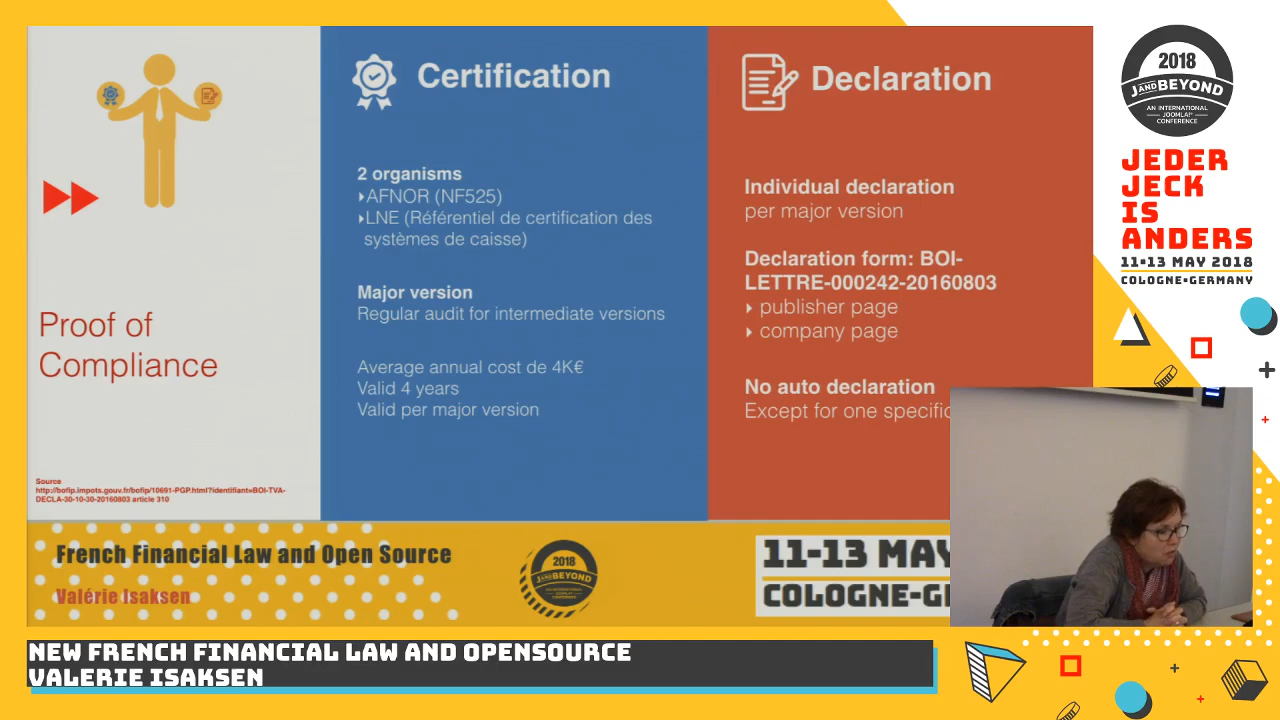 Certification
2 organisms
AFNOR (NF525)
LNE (Référentiel de certification des
systèmes de caisse)
Major version
Regular audit for intermediate versions
Average annual cost de 4K€
Valid 4 years
Valid per major version
Declaration
Individual declaration
per major version
Declaration form: BOI-
LETTRE-000242-20160803
publisher page
company page
No auto declaration
Except for one specific
Proof of
Compliance
Source
http://bofip.impots.gouv.fr/bofip/10691-PGP.html?identifiant=BOI-TVA-
DECLA-30-10-30-20160803 article 310
French Financial Law and Open Source
Valérie Isaksen
2018
JANDBEYOND
11-13 MAY
COLOGNE-GE
NEW FRENCH FINANCIAL LAW AND OPENSOURCE
VALERIE ISAKSEN
2018
JANDBEYOND
AN INTERNATIONAL
JOOMLA!®
CONFERENCE
JEDER
JECK
IS
ANDERS
11-13 MAY 2018
COLOGNE-GERMANY